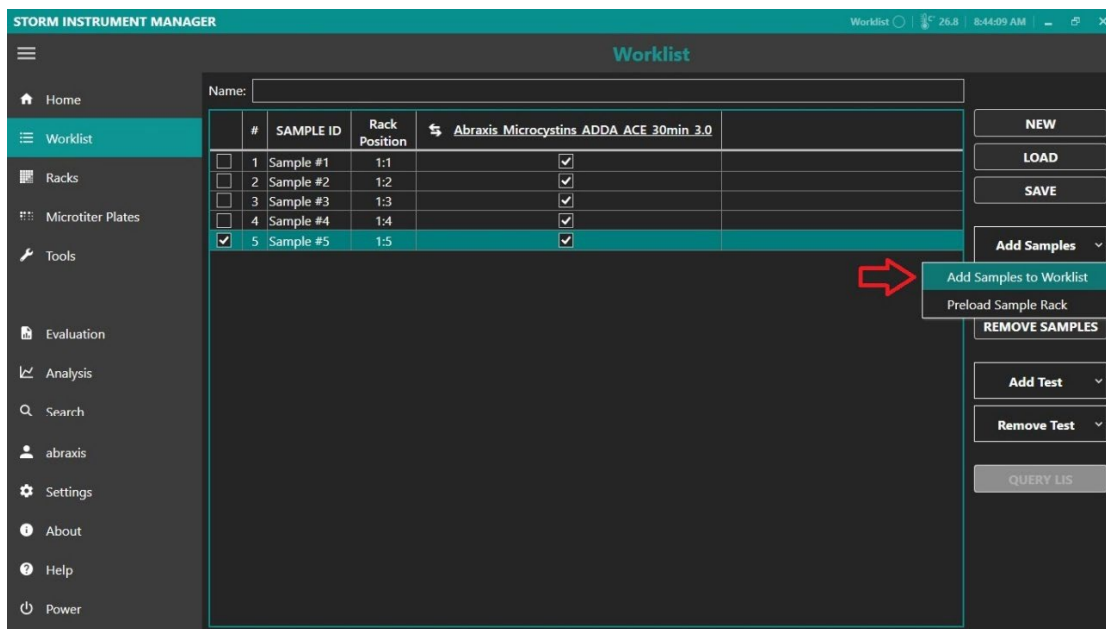 STORM INSTRUMENT MANAGER
Worklist 26.8 8:44:09 AM
Worklist
Home
Worklist
Racks
Microtiter Plates
Tools
Evaluation
Analysis
Search
abraxis
Settings
About
Help
Power
Name:
# SAMPLE ID Rack Position Abraxis Microcystins ADDA ACE 30min 3.0
1 Sample #1 1:1
2 Sample #2 1:2
3 Sample #3 1:3
4 Sample #4 1:4
5 Sample #5 1:5
NEW
LOAD
SAVE
Add Samples
Add Samples to Worklist
Preload Sample Rack
REMOVE SAMPLES
Add Test
Remove Test
QUERY LIS